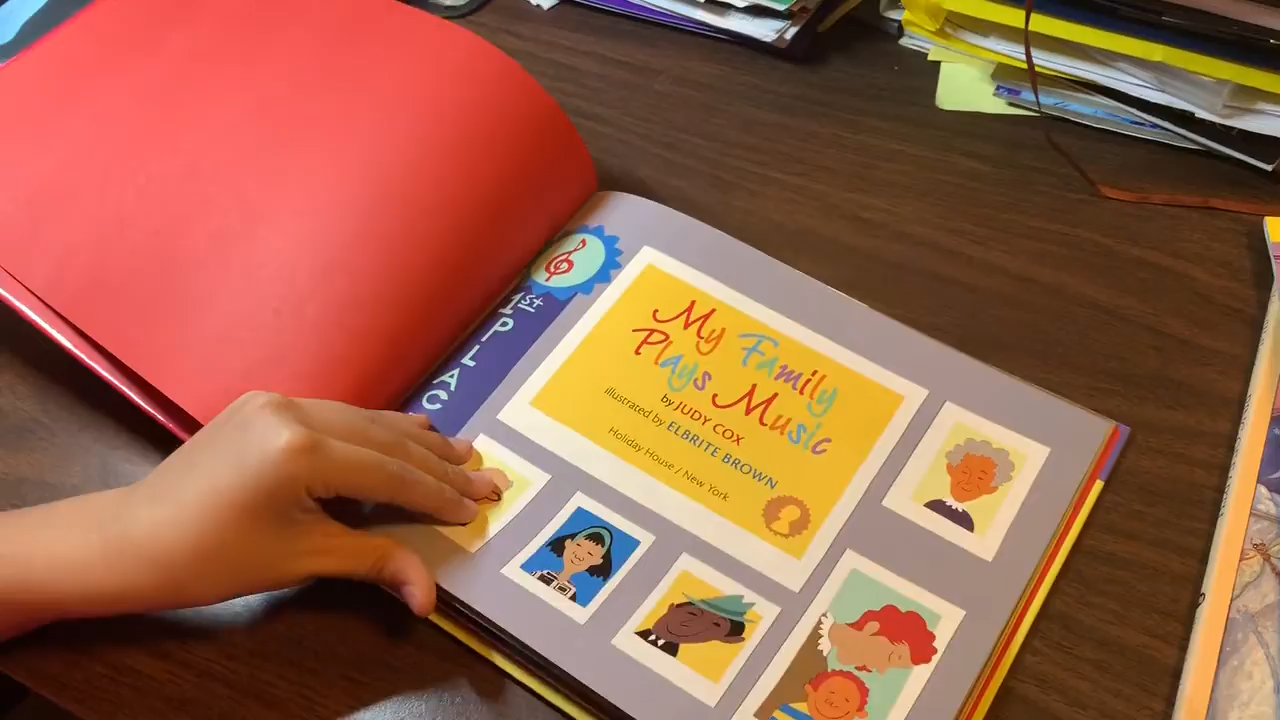 1st
PLAC
My Family
Plays Music
by JUDY COX
illustrated by ELBRITE BROWN
Holiday House / New York